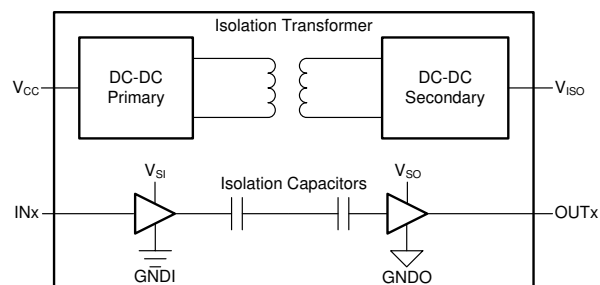 Isolation Transformer
DC-DC
Primary
DC-DC
Secondary
VCC
VISO
VSI
Isolation Capacitors
VSO
INx
OUTx
GNDI
GNDO